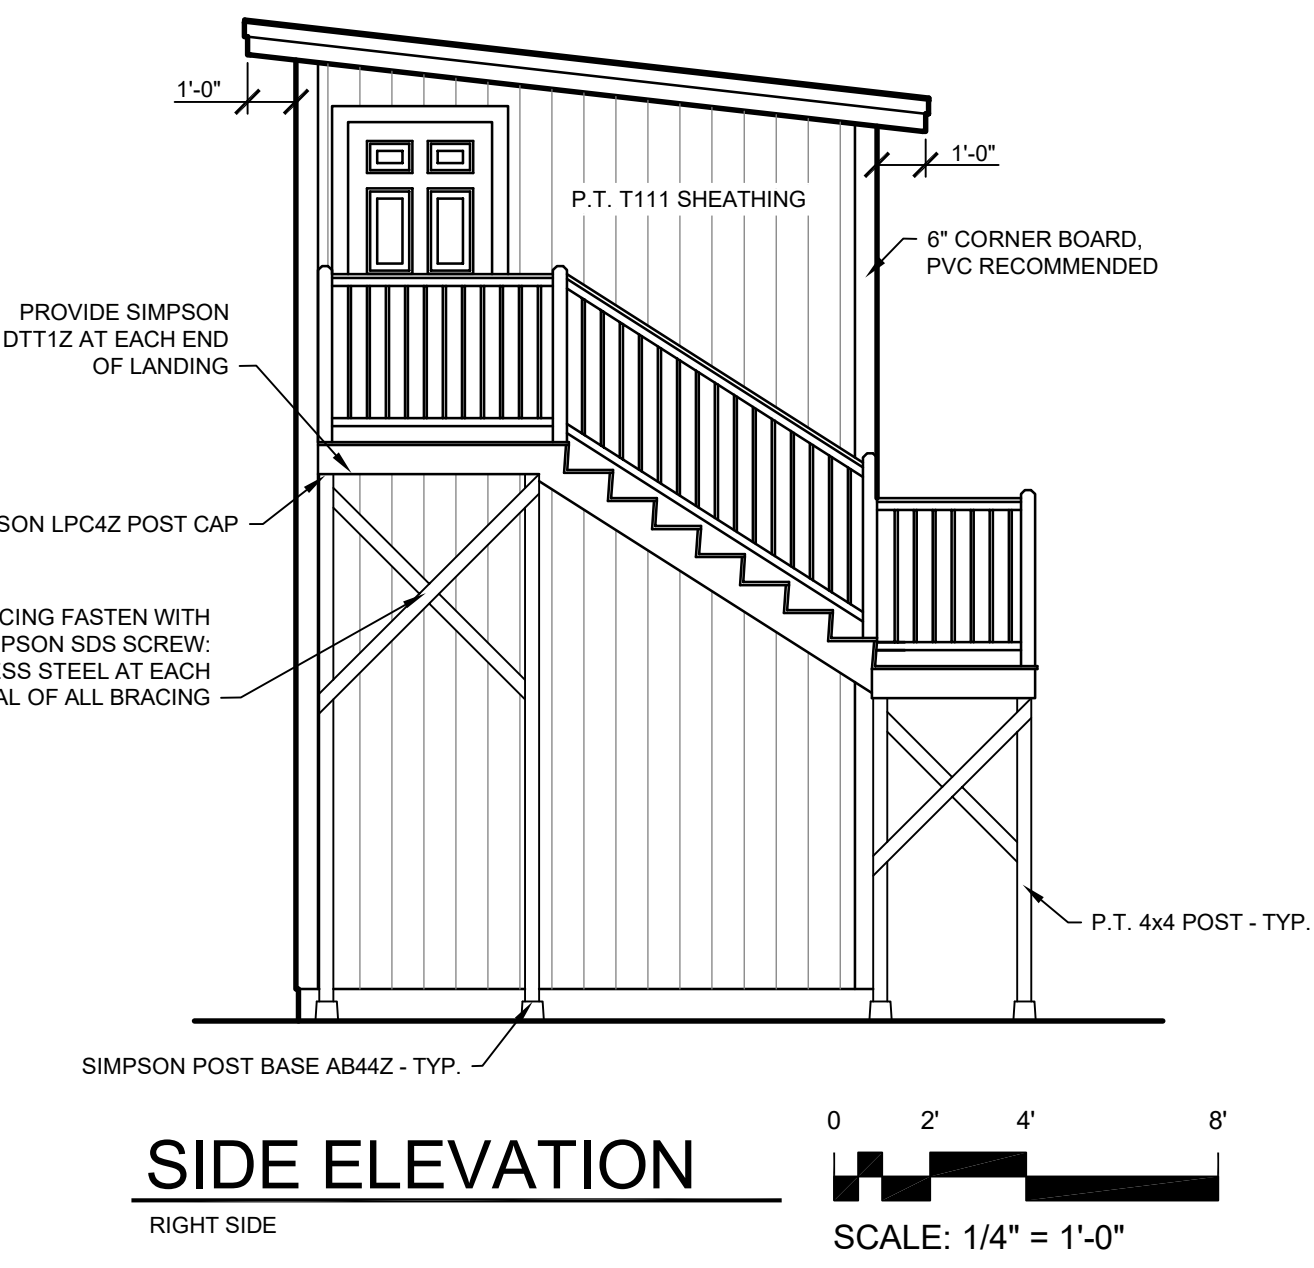 1'-0"
1'-0"
P.T. T111 SHEATHING
6" CORNER BOARD,
PVC RECOMMENDED
PROVIDE SIMPSON
DTT1Z AT EACH END
OF LANDING
LPC4Z POST CAP
FASTEN WITH
SDS SCREW:
STEEL AT EACH
OF ALL BRACING
P.T. 4x4 POST - TYP.
SIMPSON POST BASE AB44Z - TYP.
SIDE ELEVATION
RIGHT SIDE
0 2' 4' 8'
SCALE: 1/4" = 1'-0"